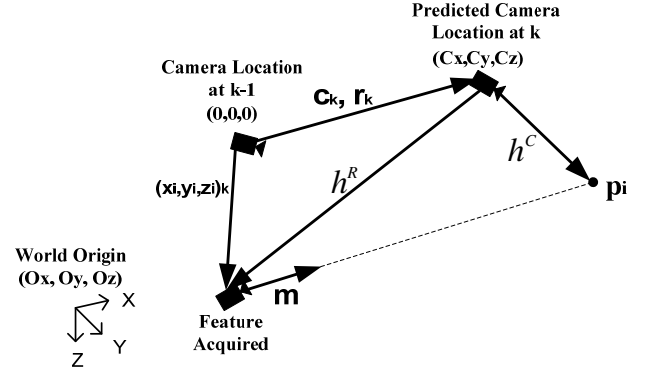 Predicted Camera
Location at k
(Cx,Cy,Cz)
Camera Location
at k-1
(0,0,0)
ck, rk
hC
(xi,yi,zi)k
hR
pi
World Origin
(Ox, Oy, Oz)
X
Y
Z
m
Feature
Acquired